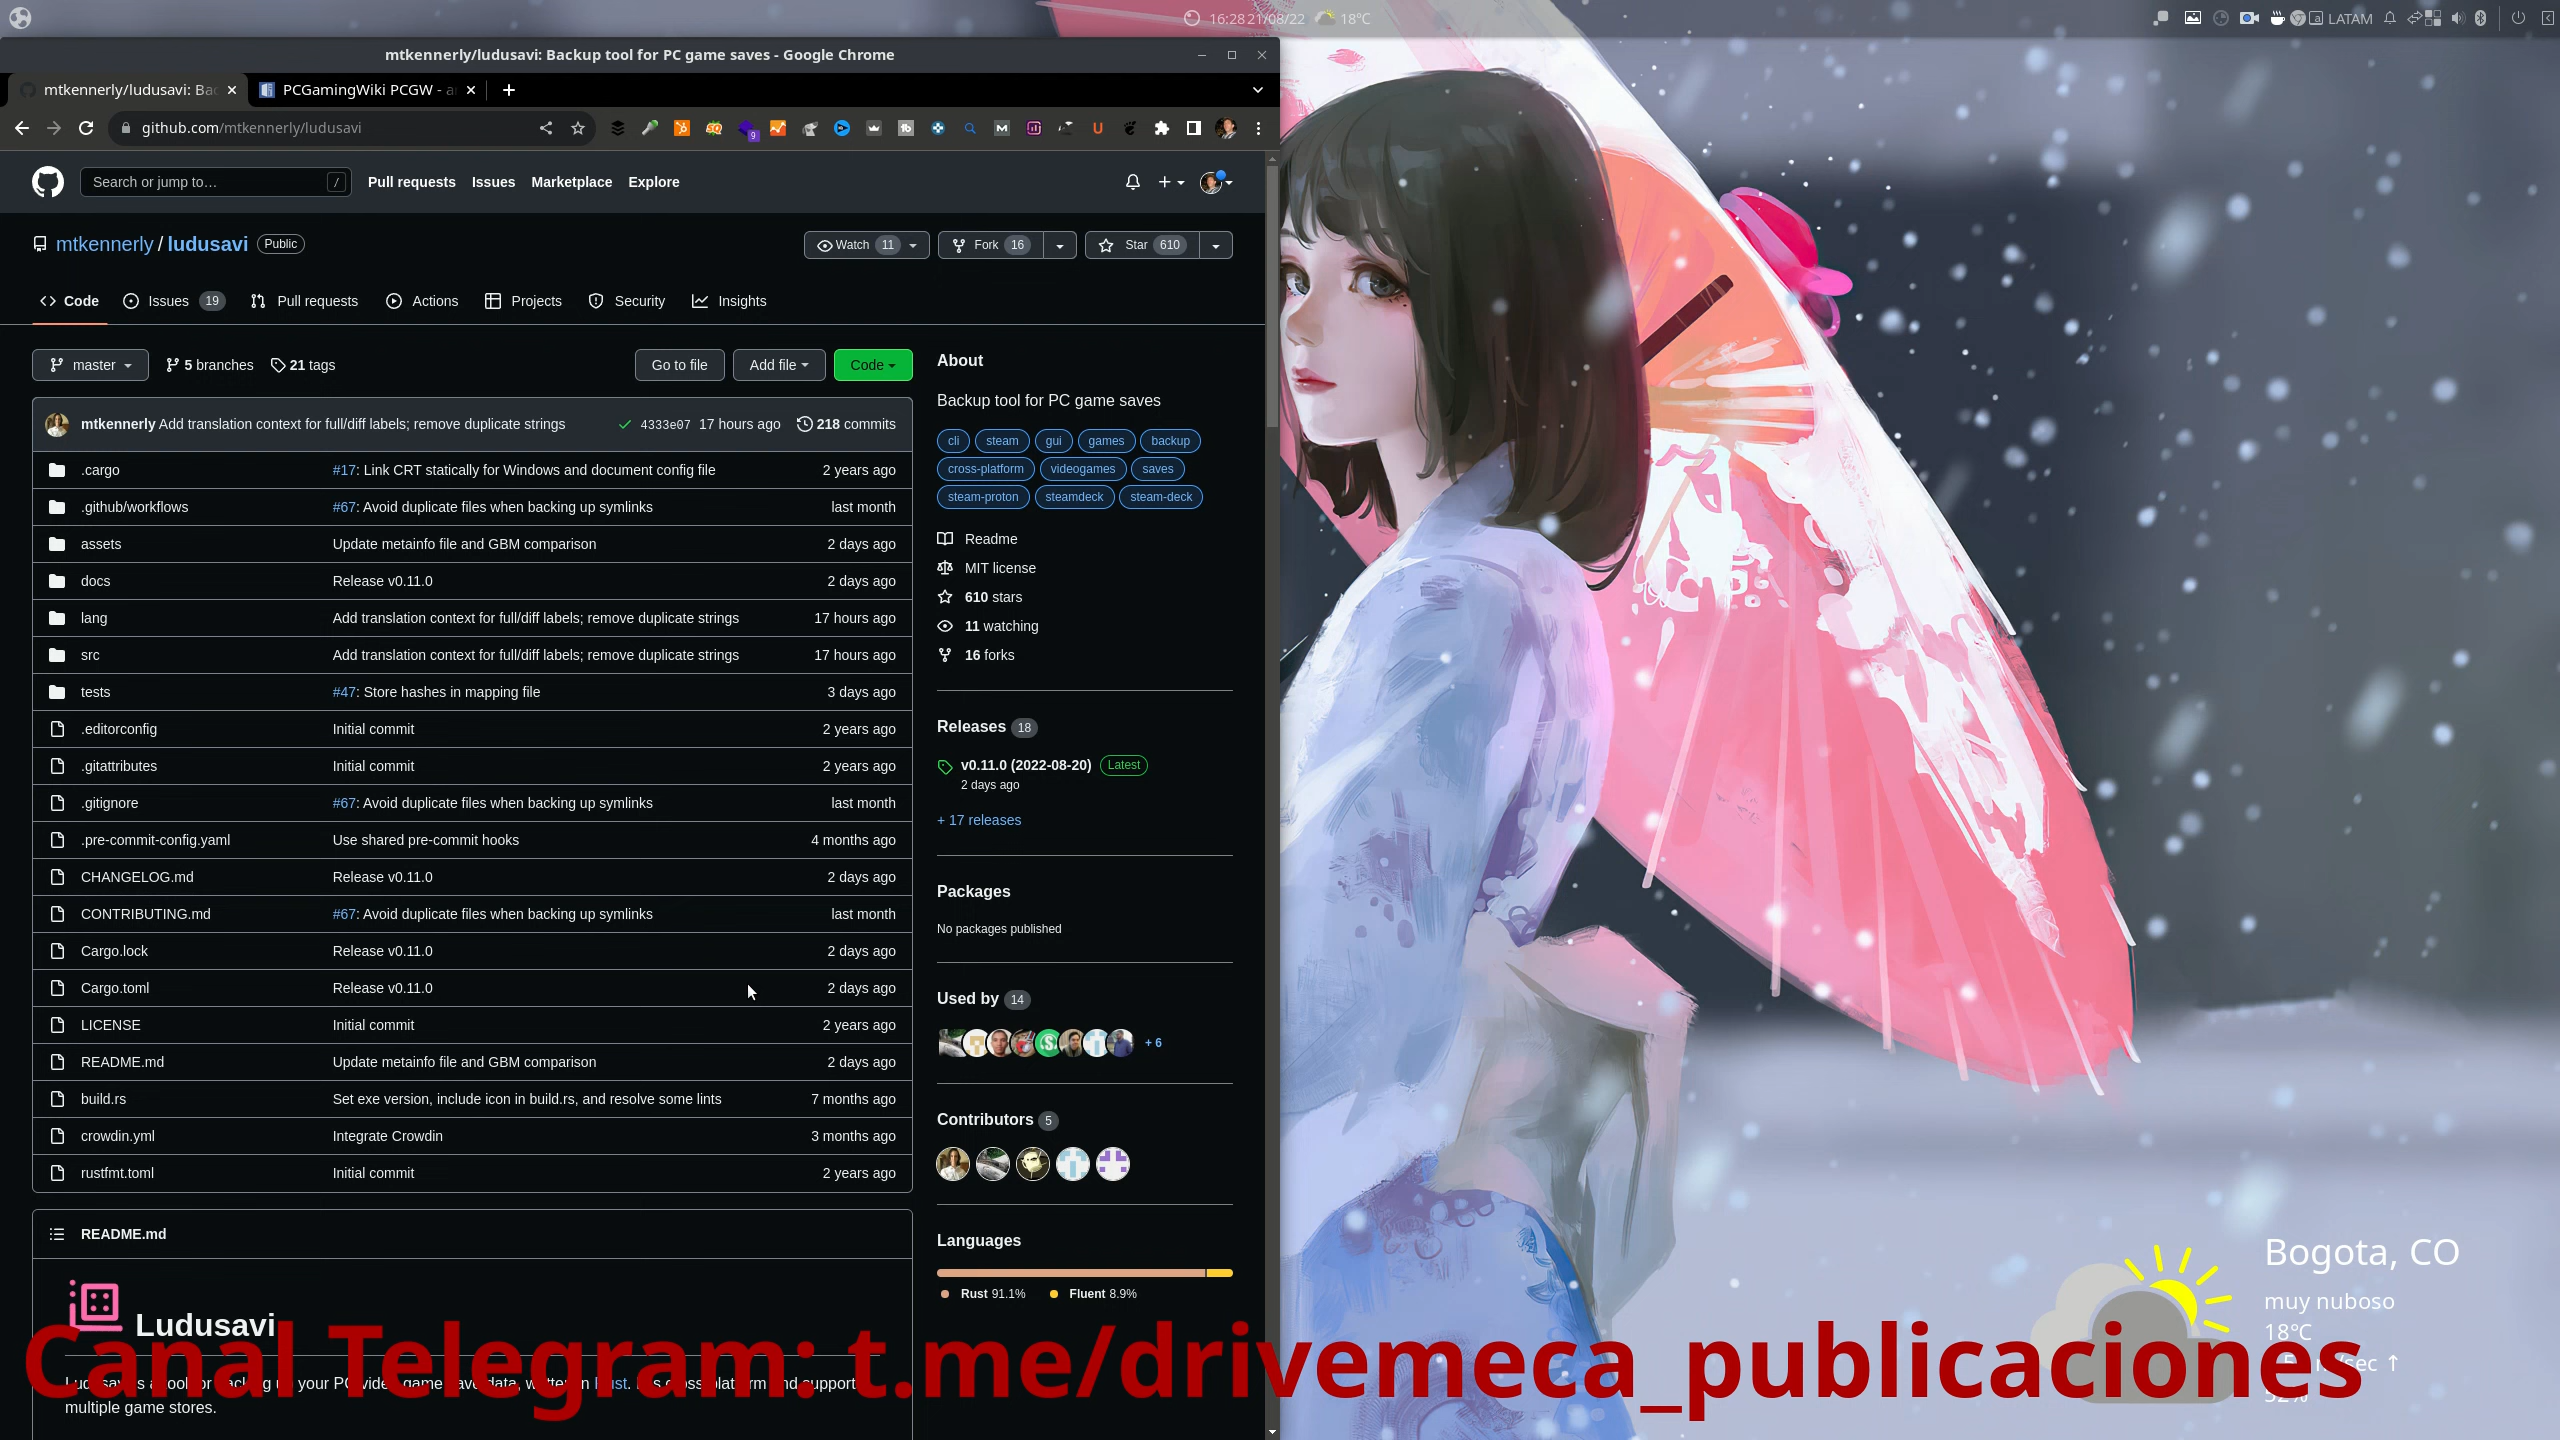 16:28 21/08/22 18°C
LATAM
mtkennerly/ludusavi: Backup tool for PC game saves - Google Chrome
mtkennerly/ludusavi: Bac
PCGamingWiki PCGW - a
github.com/mtkennerly/ludusavi
9
Search or jump to… /
Pull requests Issues Marketplace Explore
mtkennerly / ludusavi Public
Watch 11 Fork 16 Star 610
Code Issues 19 Pull requests Actions Projects Security Insights
master 5 branches 21 tags Go to file Add file Code
mtkennerly Add translation context for full/diff labels; remove duplicate strings 4333e07 17 hours ago 218 commits
.cargo #17: Link CRT statically for Windows and document config file 2 years ago
.github/workflows #67: Avoid duplicate files when backing up symlinks last month
assets Update metainfo file and GBM comparison 2 days ago
docs Release v0.11.0 2 days ago
lang Add translation context for full/diff labels; remove duplicate strings 17 hours ago
src Add translation context for full/diff labels; remove duplicate strings 17 hours ago
tests #47: Store hashes in mapping file 3 days ago
.editorconfig Initial commit 2 years ago
.gitattributes Initial commit 2 years ago
.gitignore #67: Avoid duplicate files when backing up symlinks last month
.pre-commit-config.yaml Use shared pre-commit hooks 4 months ago
CHANGELOG.md Release v0.11.0 2 days ago
CONTRIBUTING.md #67: Avoid duplicate files when backing up symlinks last month
Cargo.lock Release v0.11.0 2 days ago
Cargo.toml Release v0.11.0 2 days ago
LICENSE Initial commit 2 years ago
README.md Update metainfo file and GBM comparison 2 days ago
build.rs Set exe version, include icon in build.rs, and resolve some lints 7 months ago
crowdin.yml Integrate Crowdin 3 months ago
rustfmt.toml Initial commit 2 years ago
README.md
Ludusavi
multiple game stores.
About
Backup tool for PC game saves
cli steam gui games backup
cross-platform videogames saves
steam-proton steamdeck steam-deck
Readme
MIT license
610 stars
11 watching
16 forks
Releases 18
v0.11.0 (2022-08-20) Latest
2 days ago
+ 17 releases
Packages
No packages published
Used by 14
+ 6
Contributors 5
Languages
Rust 91.1% Fluent 8.9%
Bogota, CO
muy nuboso
18°C
Canal Telegram: t.me/drivemeca_publicaciones